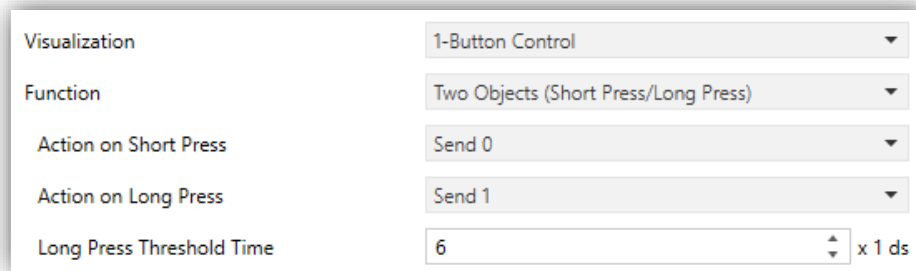 Visualization 1-Button Control
Function Two Objects (Short Press/Long Press)
Action on Short Press Send 0
Action on Long Press Send 1
Long Press Threshold Time 6 x 1 ds